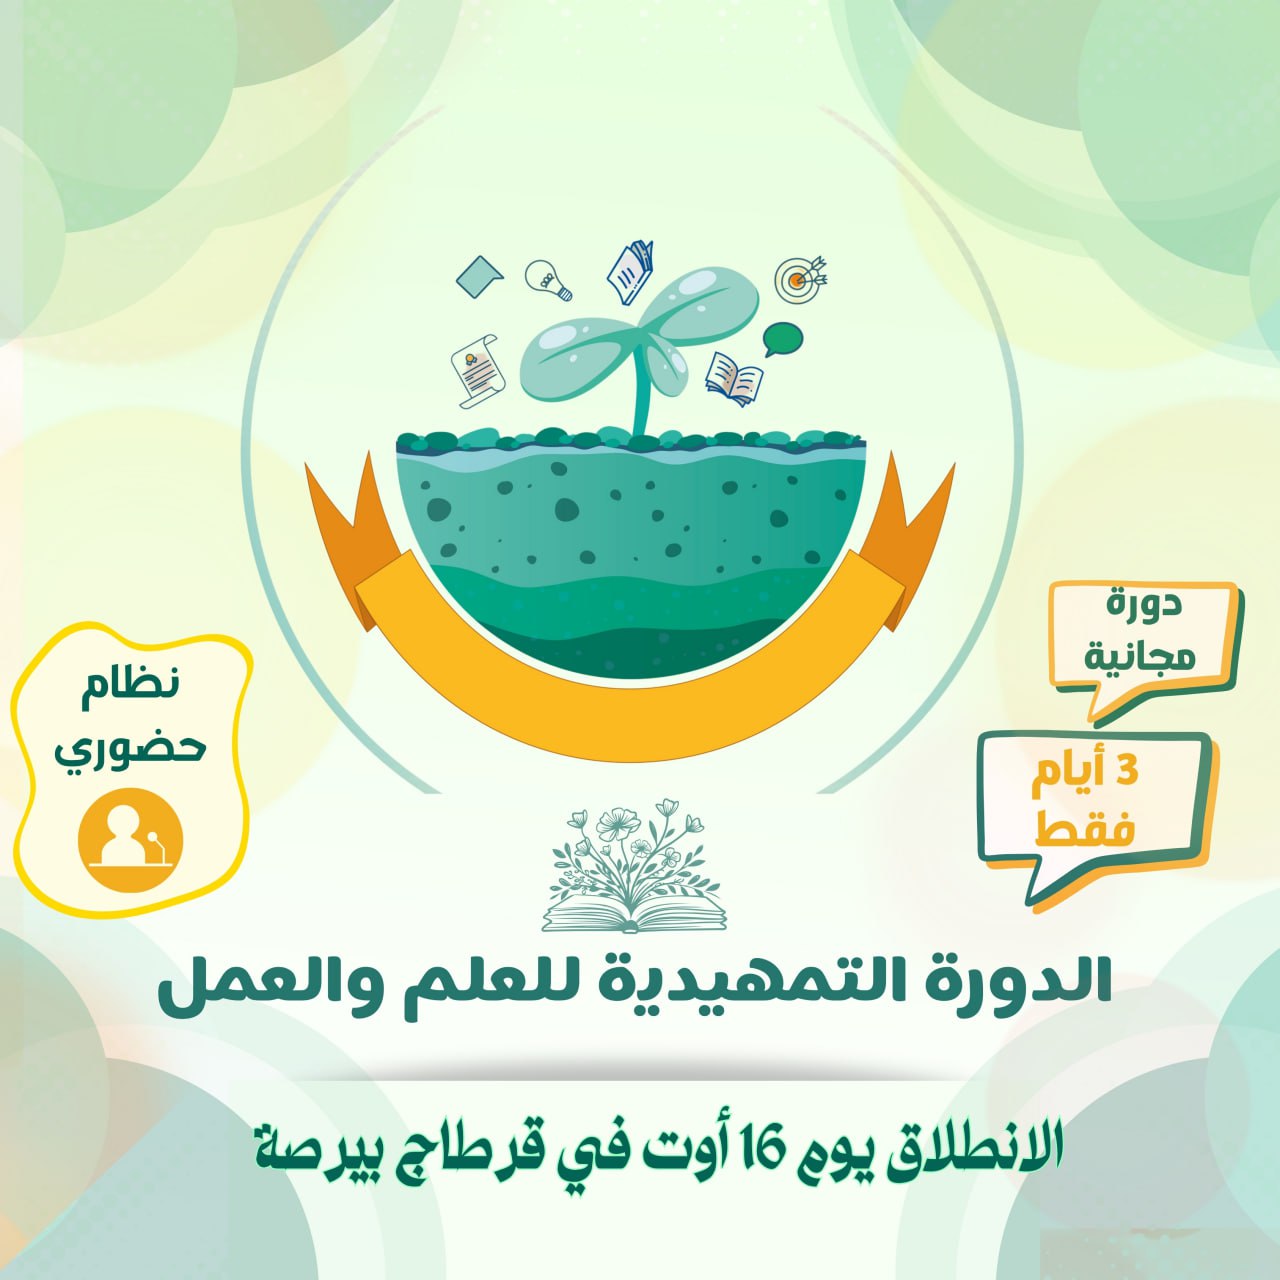 دورة
مجانية
3 أيام
فقط
نظام
حضوري
الدورة التمهيدية للعلم والعمل
الانطلاق يوم 16 أوت في قرطاج بيرصة